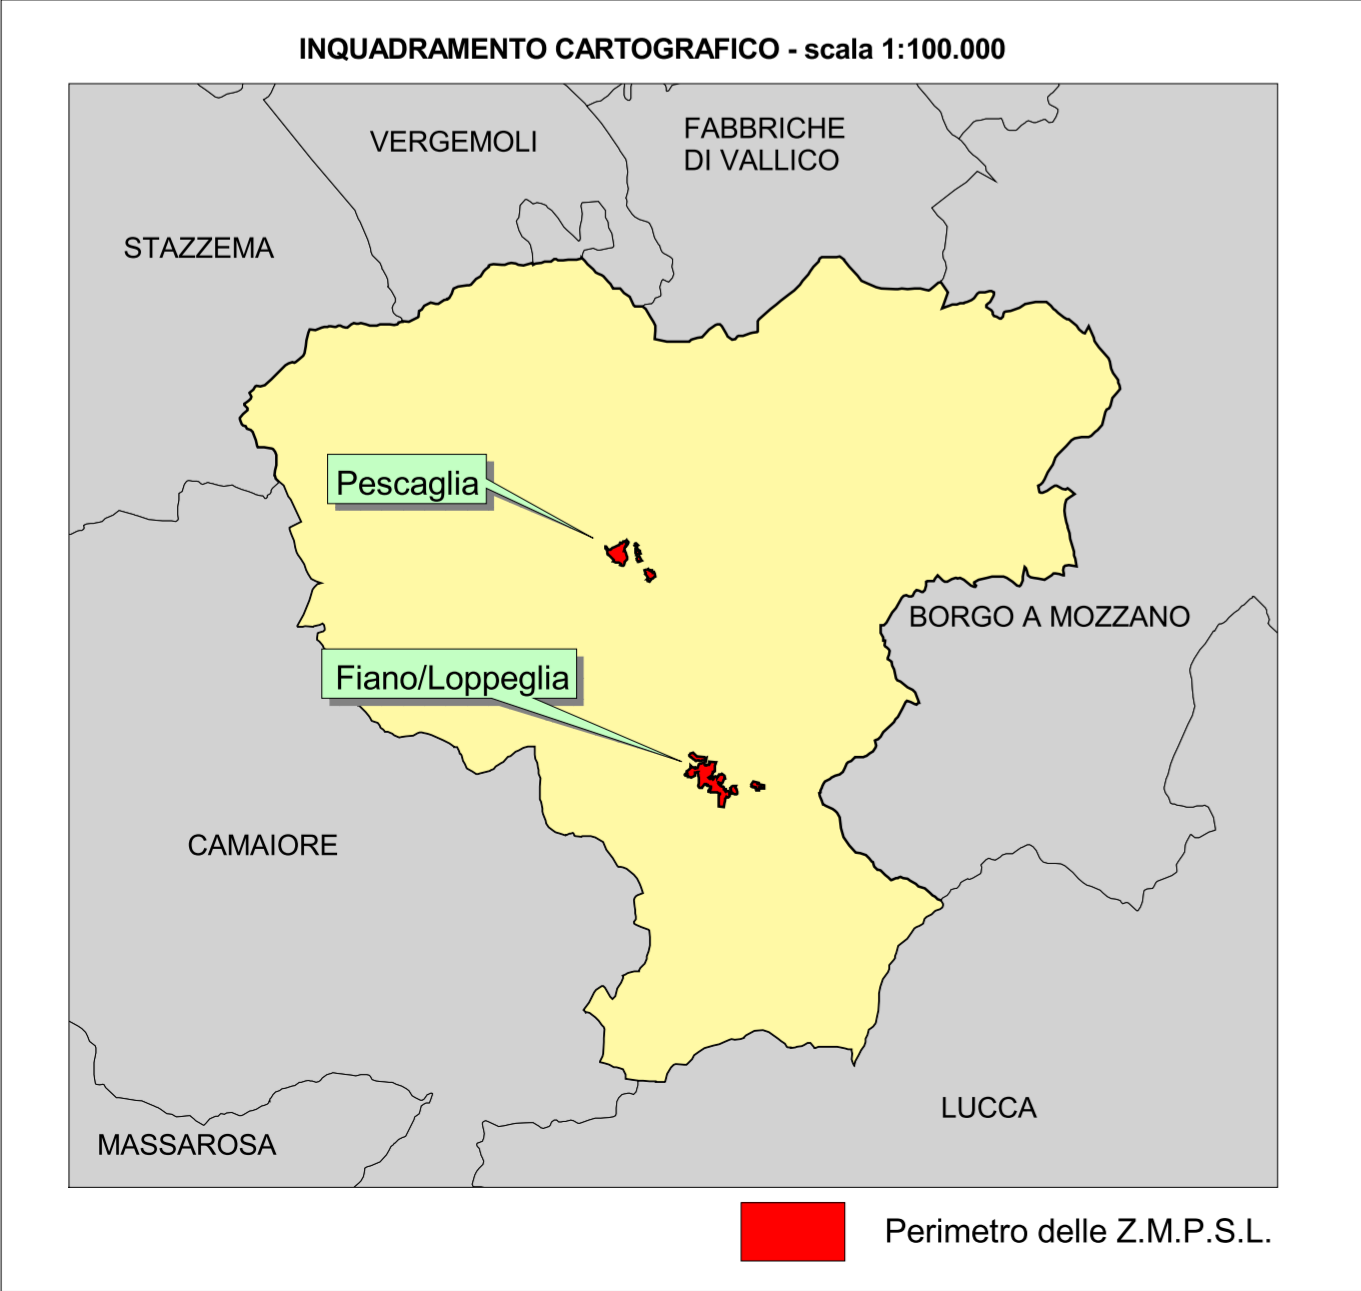 INQUADRAMENTO CARTOGRAFICO - scala 1:100.000
VERGEMOLI
FABBRICHE
DI VALLICO
STAZZEMA
Pescaglia
BORGO A MOZZANO
Fiano/Loppeglia
CAMAIORE
LUCCA
MASSAROSA
Perimetro delle Z.M.P.S.L.